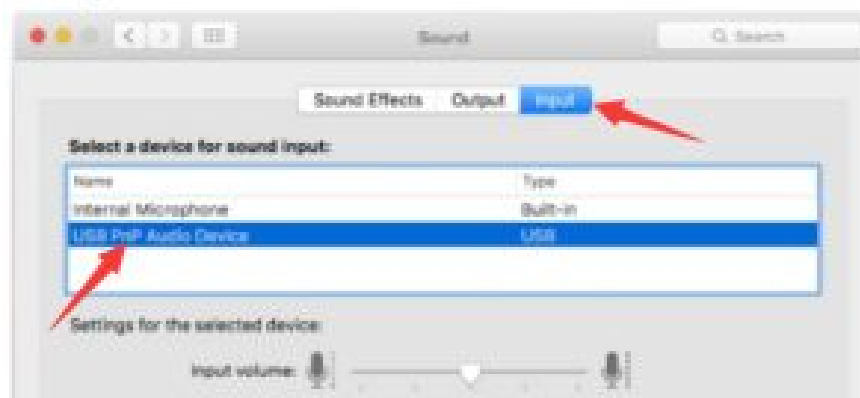 Sound
Search
Sound Effects Output Input
Select a device for sound input:
Name Type
Internal Microphone Built-in
USB PnP Audio Device USB
Settings for the selected device:
Input volume: